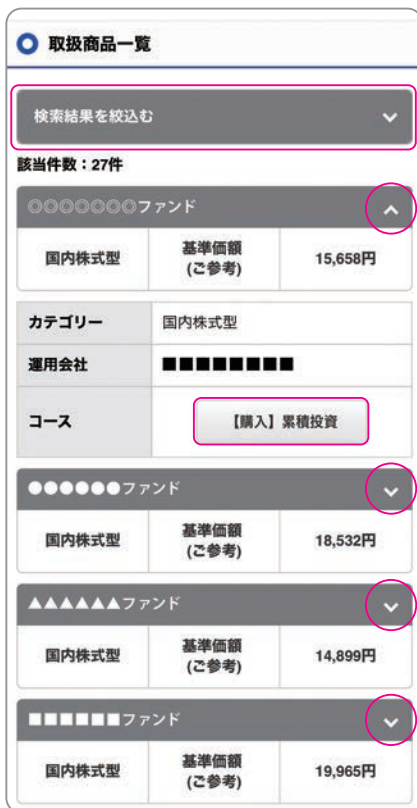 取扱商品一覧
検索結果を絞込む
該当件数：27件
◎◎◎◎◎◎◎ファンド
国内株式型 基準価額 15,658円
(ご参考)
カテゴリー 国内株式型
運用会社 ■■■■■■■■
コース 【購入】累積投資
●●●●●●ファンド
国内株式型 基準価額 18,532円
(ご参考)
▲▲▲▲▲▲ファンド
国内株式型 基準価額 14,899円
(ご参考)
■■■■■■ファンド
国内株式型 基準価額 19,965円
(ご参考)